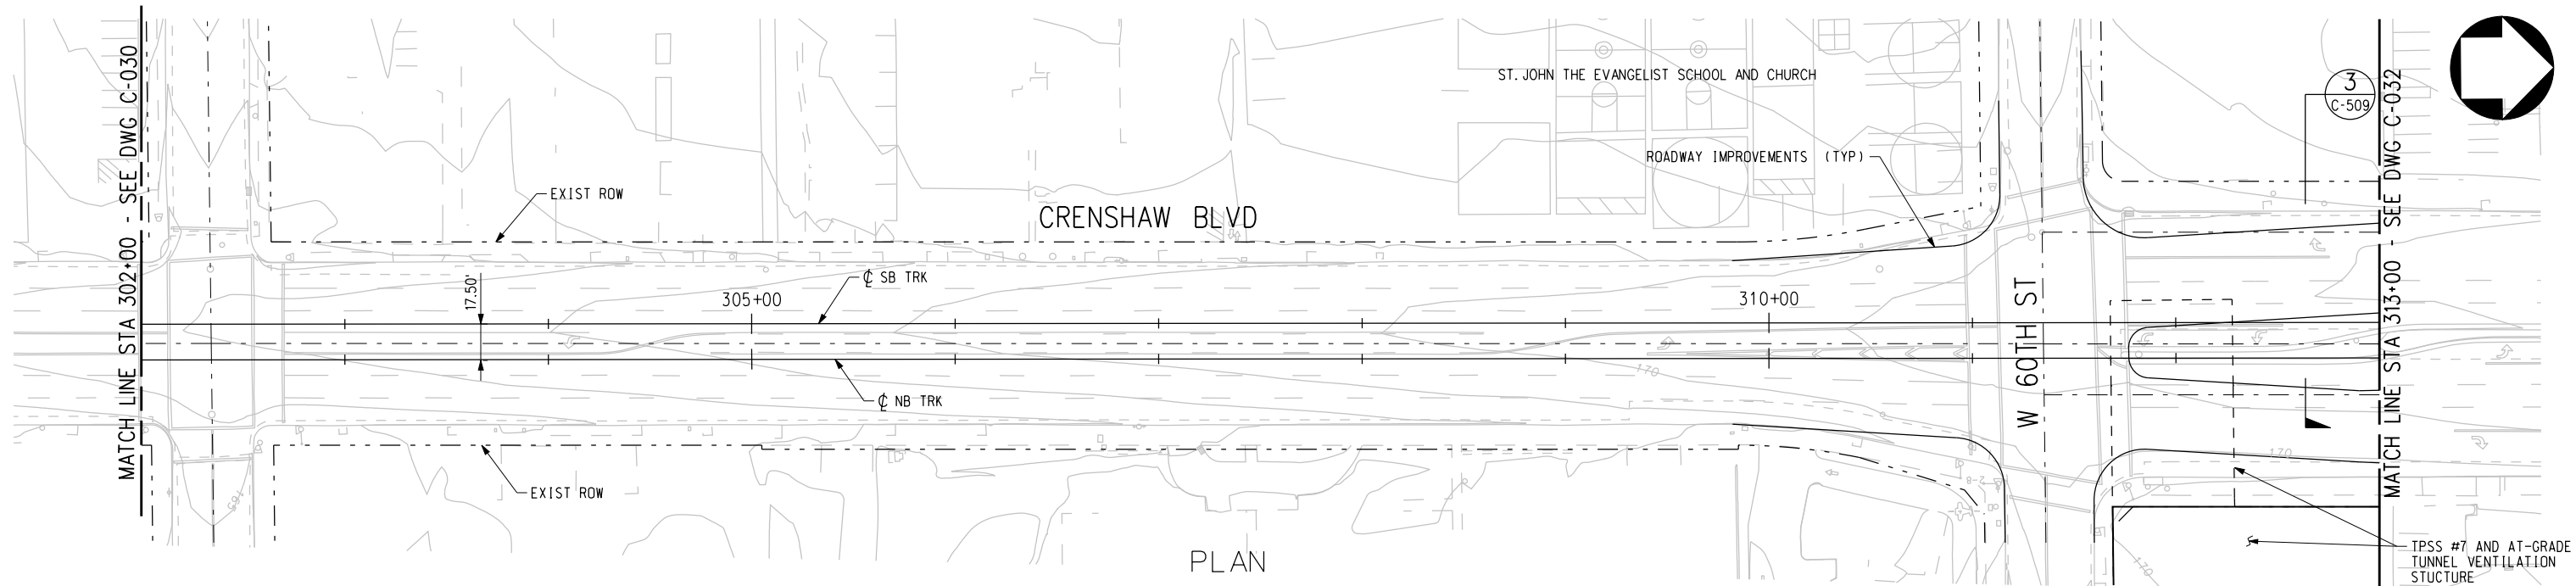 MATCH LINE STA 302+00 - SEE DWG C-030
ST. JOHN THE EVANGELIST SCHOOL AND CHURCH
3
C-509
MATCH LINE STA 313+00 - SEE DWG C-032
ROADWAY IMPROVEMENTS (TYP)
EXIST ROW
CRENSHAW BLVD
17.50'
℄ SB TRK
305+00
310+00
W 60TH ST
170
℄ NB TRK
170
EXIST ROW
169
PLAN
170
TPSS #7 AND AT-GRADE
TUNNEL VENTILATION
STUCTURE